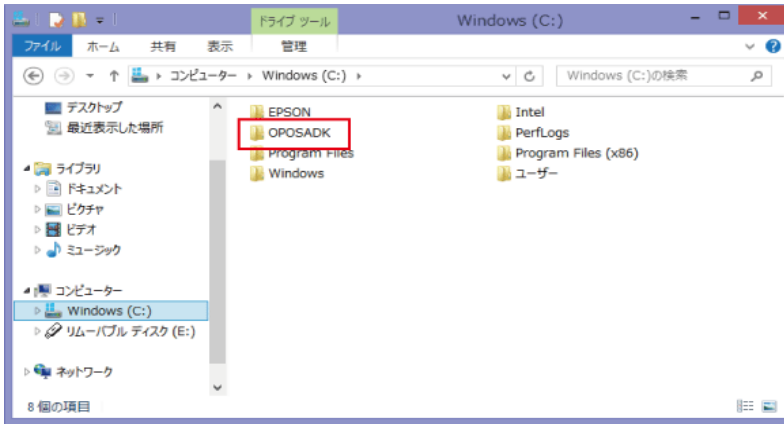 ドライブ ツール
Windows (C:)
ファイル ホーム 共有 表示 管理
コンピューター Windows (C:) Windows (C:)の検索
デスクトップ
最近表示した場所
ライブラリ
ドキュメント
ピクチャ
ビデオ
ミュージック
コンピューター
Windows (C:)
リムーバブル ディスク (E:)
ネットワーク
EPSON
OPOSADK
Program Files
Windows
Intel
PerfLogs
Program Files (x86)
ユーザー
8 個の項目